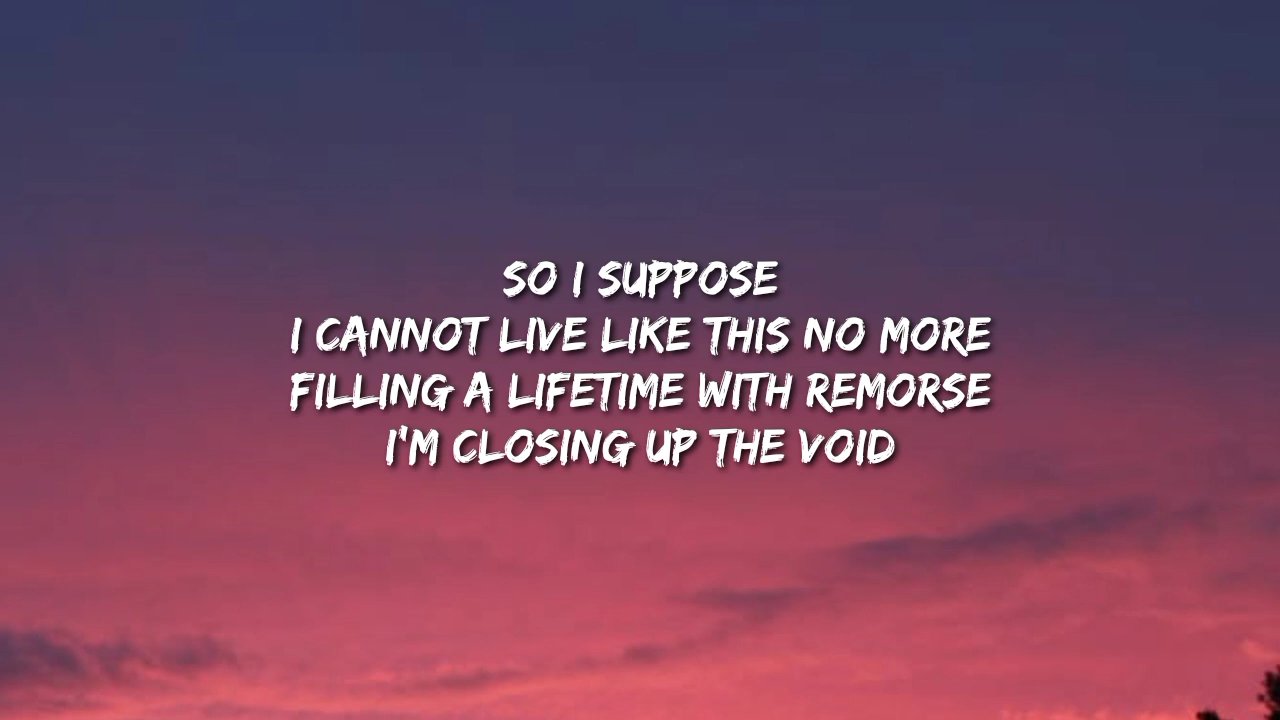 SO I SUPPOSE
I CANNOT LIVE LIKE THIS NO MORE
FILLING A LIFETIME WITH REMORSE
I'M CLOSING UP THE VOID